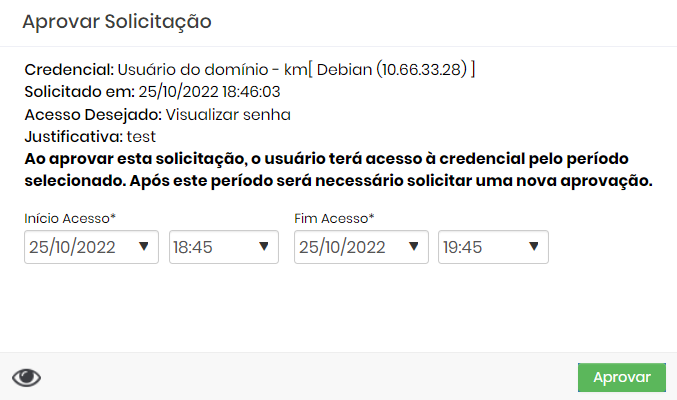 Aprovar Solicitação
Credencial: Usuário do domínio - km[ Debian (10.66.33.28) ]
Solicitado em: 25/10/2022 18:46:03
Acesso Desejado: Visualizar senha
Justificativa: test
Ao aprovar esta solicitação, o usuário terá acesso à credencial pelo período
selecionado. Após este período será necessário solicitar uma nova aprovação.
Início Acesso* Fim Acesso*
25/10/2022 18:45 25/10/2022 19:45
Aprovar